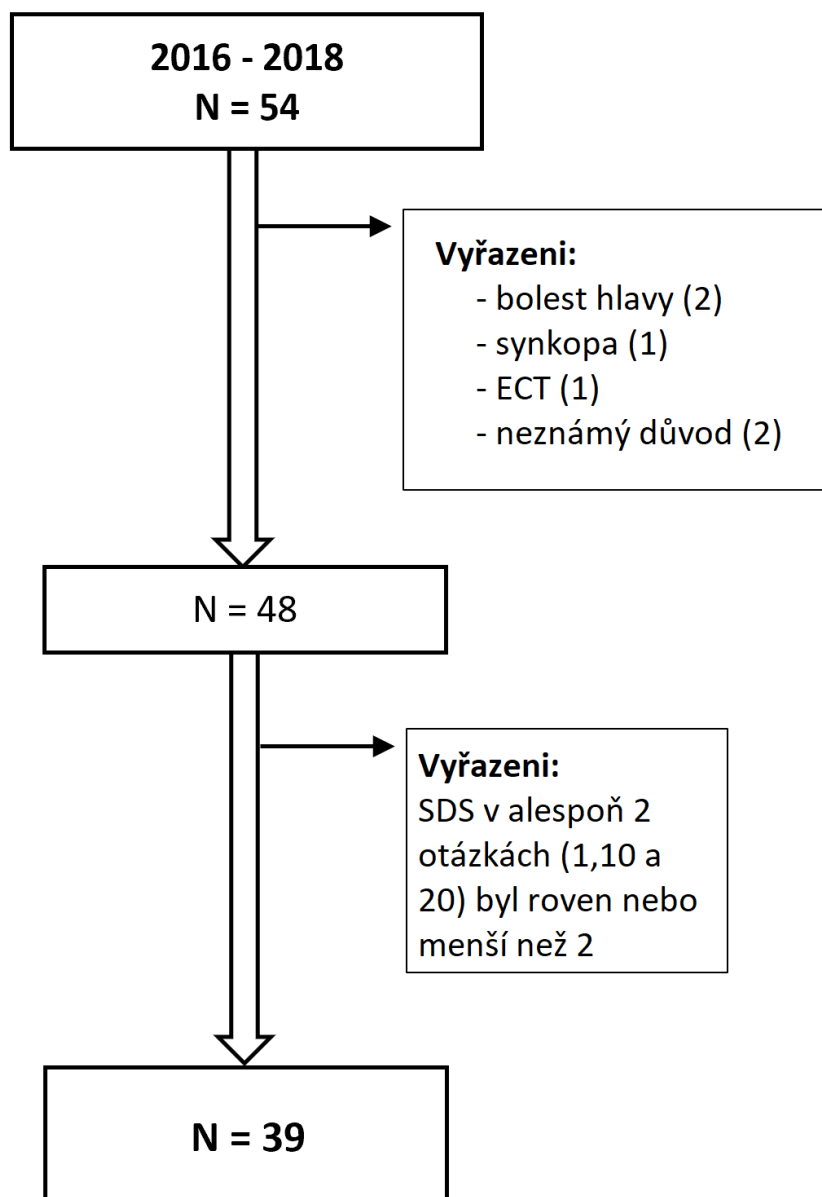 2016 - 2018
N = 54
Vyřazeni:
- bolest hlavy (2)
- synkopa (1)
- ECT (1)
- neznámý důvod (2)
N = 48
Vyřazeni:
SDS v alespoň 2
otázkách (1,10 a
20) byl roven nebo
menší než 2
N = 39